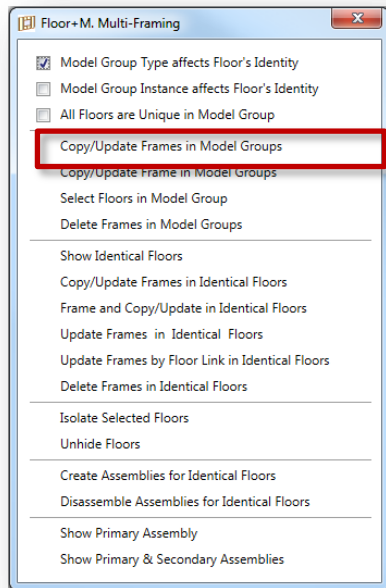 Floor+M. Multi-Framing
Model Group Type affects Floor's Identity
Model Group Instance affects Floor's Identity
All Floors are Unique in Model Group
Copy/Update Frames in Model Groups
Copy/Update Frame in Model Groups
Select Floors in Model Group
Delete Frames in Model Groups
Show Identical Floors
Copy/Update Frames in Identical Floors
Frame and Copy/Update in Identical Floors
Update Frames in Identical Floors
Update Frames by Floor Link in Identical Floors
Delete Frames in Identical Floors
Isolate Selected Floors
Unhide Floors
Create Assemblies for Identical Floors
Disassemble Assemblies for Identical Floors
Show Primary Assembly
Show Primary & Secondary Assemblies